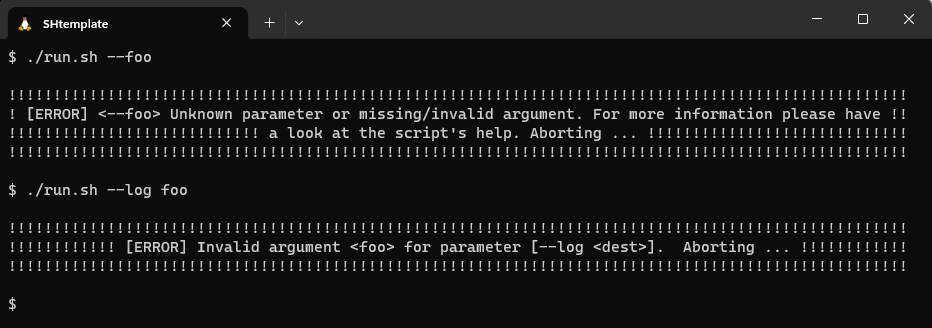 SHtemplate
$ ./run.sh --foo
!!!!!!!!!!!!!!!!!!!!!!!!!!!!!!!!!!!!!!!!!!!!!!!!!!!!!!!!!!!!!!!!!!!!!!!!!!!!!!!!!!!!!!!!!!!!!!!!!!!!
! [ERROR] <--foo> Unknown parameter or missing/invalid argument. For more information please have !!
!!!!!!!!!!!!!!!!!!!!!!!!!!!! a look at the script's help. Aborting ... !!!!!!!!!!!!!!!!!!!!!!!!!!!!!
!!!!!!!!!!!!!!!!!!!!!!!!!!!!!!!!!!!!!!!!!!!!!!!!!!!!!!!!!!!!!!!!!!!!!!!!!!!!!!!!!!!!!!!!!!!!!!!!!!!!
$ ./run.sh --log foo
!!!!!!!!!!!!!!!!!!!!!!!!!!!!!!!!!!!!!!!!!!!!!!!!!!!!!!!!!!!!!!!!!!!!!!!!!!!!!!!!!!!!!!!!!!!!!!!!!!!!
!!!!!!!!!!!! [ERROR] Invalid argument <foo> for parameter [--log <dest>].  Aborting ... !!!!!!!!!!!!
!!!!!!!!!!!!!!!!!!!!!!!!!!!!!!!!!!!!!!!!!!!!!!!!!!!!!!!!!!!!!!!!!!!!!!!!!!!!!!!!!!!!!!!!!!!!!!!!!!!!
$